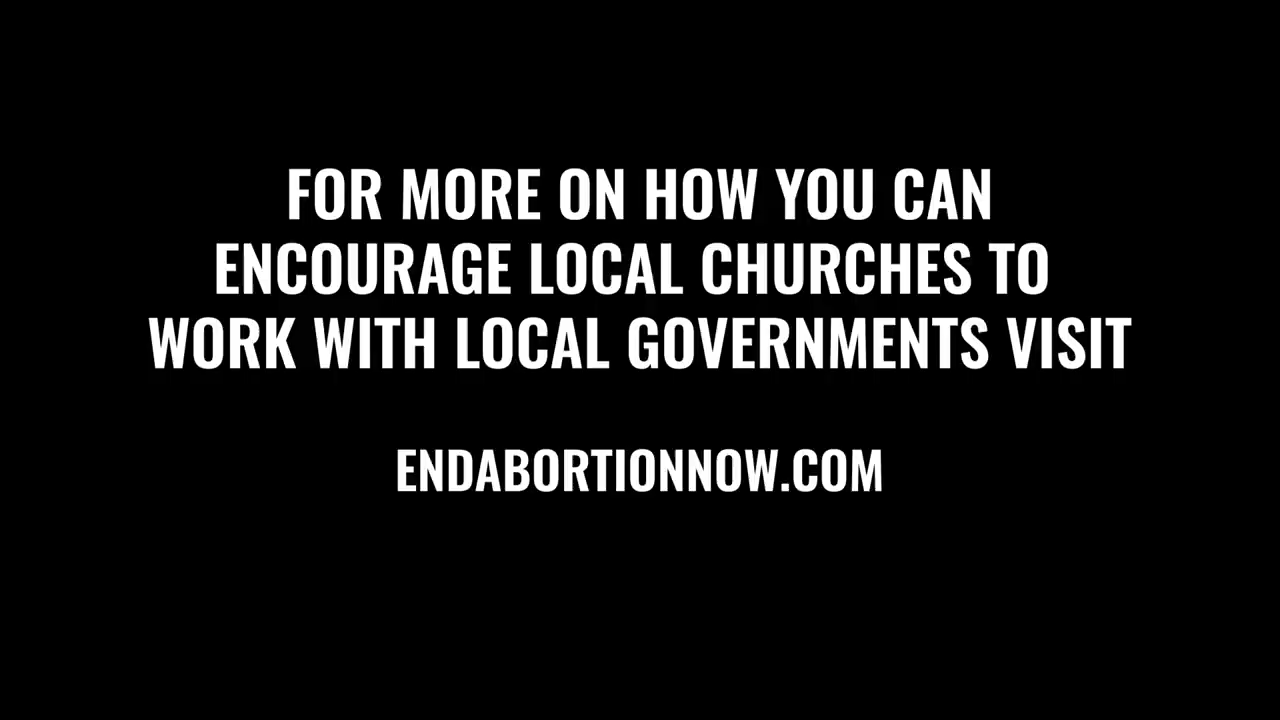 FOR MORE ON HOW YOU CAN
ENCOURAGE LOCAL CHURCHES TO
WORK WITH LOCAL GOVERNMENTS VISIT
ENDABORTIONNOW.COM